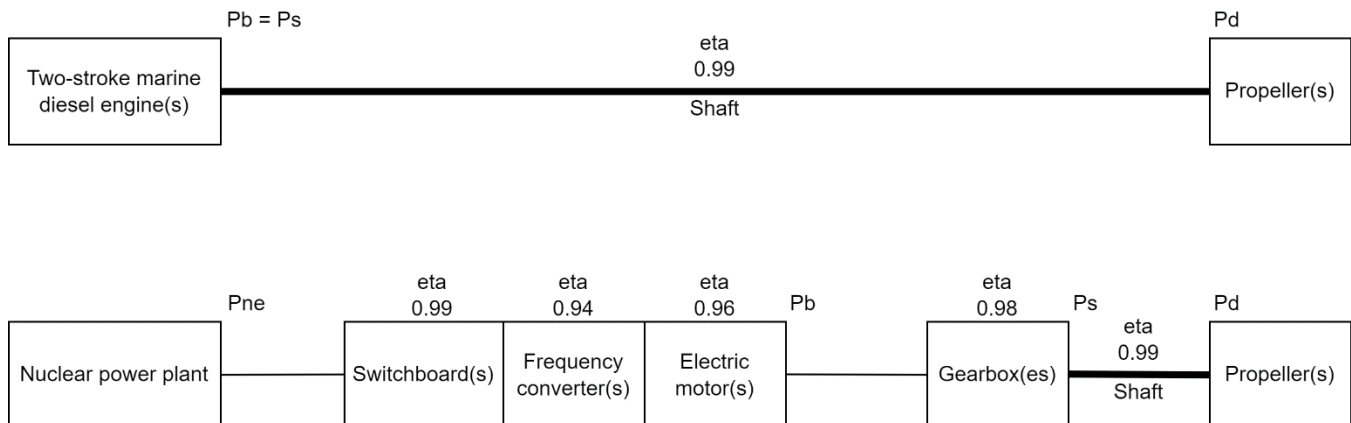 Pb = Ps
Pd
eta
0.99
Two-stroke marine
diesel engine(s)
Shaft
Propeller(s)
Pne
eta
0.99
eta
0.94
eta
0.96
Pb
eta
0.98
Ps
eta
0.99
Pd
Nuclear power plant
Switchboard(s)
Frequency
converter(s)
Electric
motor(s)
Gearbox(es)
Shaft
Propeller(s)